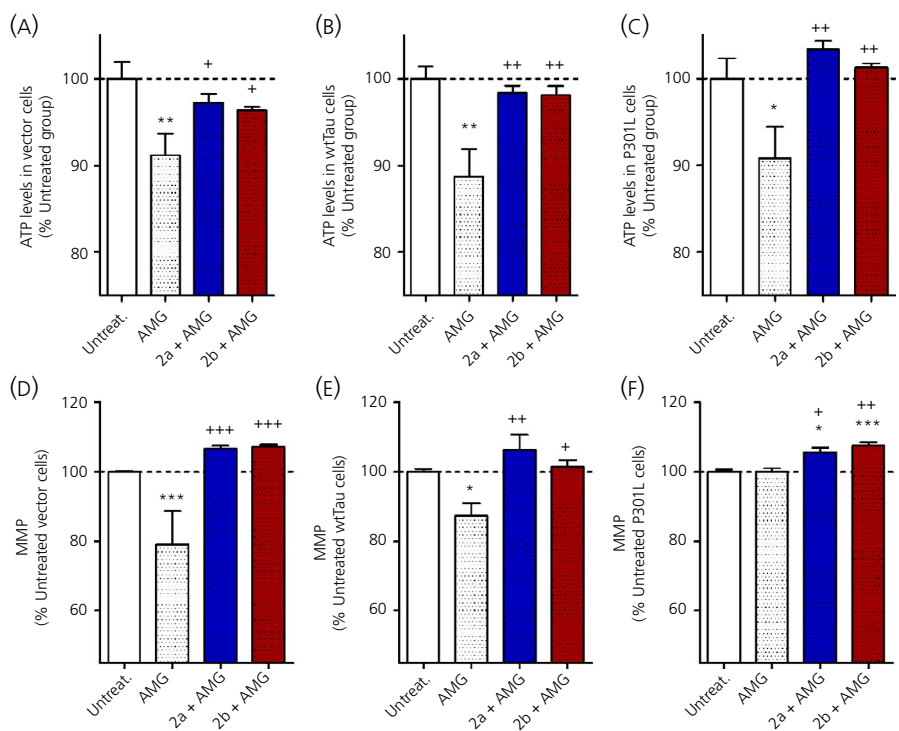 (A)
ATP levels in vector cells
(% Untreated group)
100
90
80
**
+
+
Untreat.
AMG
2a + AMG
2b + AMG
(B)
ATP levels in wtTau cells
(% Untreated group)
100
90
80
**
++
++
Untreat.
AMG
2a + AMG
2b + AMG
(C)
ATP levels in P301L cells
(% Untreated group)
100
90
80
*
++
++
Untreat.
AMG
2a + AMG
2b + AMG
(D)
MMP
(% Untreated vector cells)
120
100
80
60
***
+++
+++
Untreat.
AMG
2a + AMG
2b + AMG
(E)
MMP
(% Untreated wtTau cells)
120
100
80
60
*
++
+
Untreat.
AMG
2a + AMG
2b + AMG
(F)
MMP
(% Untreated P301L cells)
120
100
80
60
+
*
++
***
Untreat.
AMG
2a + AMG
2b + AMG